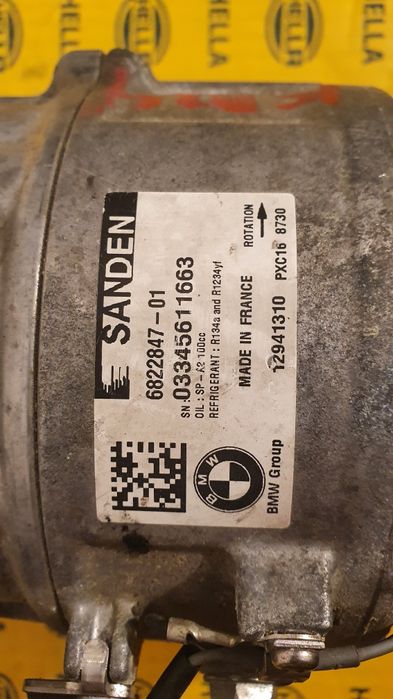 HELLA
HELLA
SANDEN
6822847-01
SN:03345611663
OIL : SP-A2 100cc
REFRIGERANT : R134a and R1234yf
MADE IN FRANCE
ROTATION
12941310 PXC16 8730
BMW
BMW Group